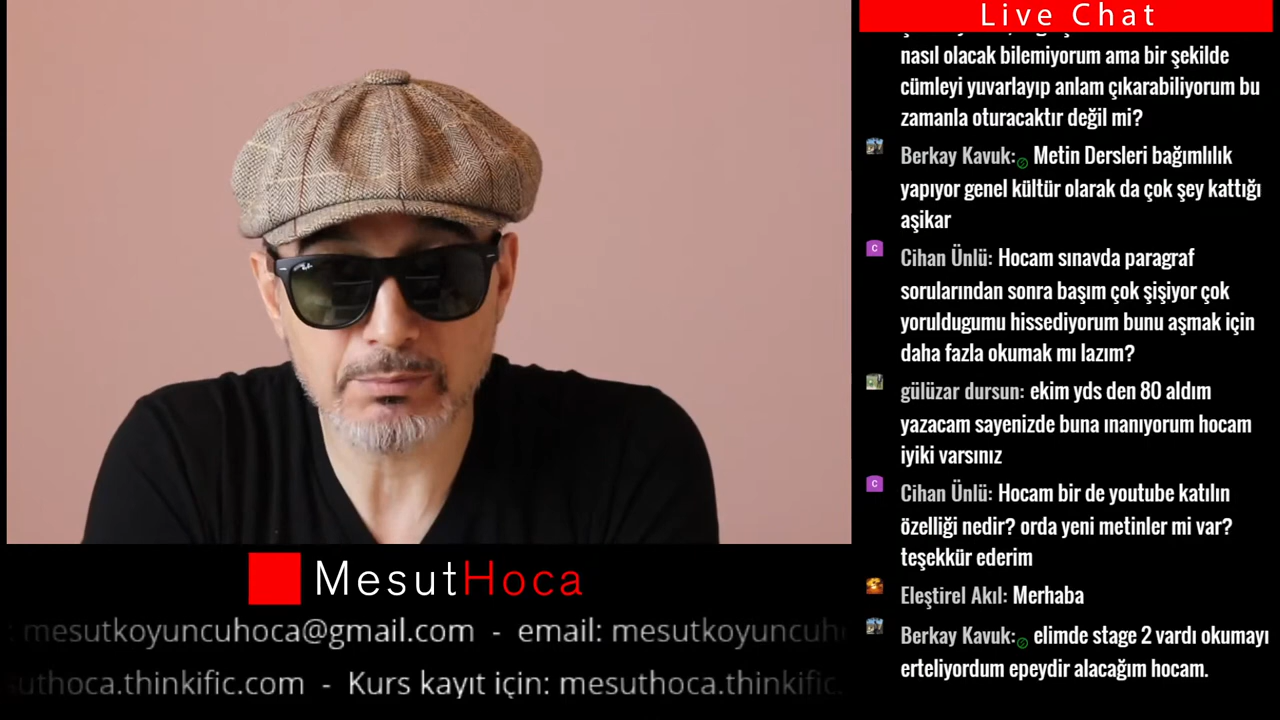 Live Chat
nasıl olacak bilemiyorum ama bir şekilde
cümleyi yuvarlayıp anlam çıkarabiliyorum bu
zamanla oturacaktır değil mi?
Berkay Kavuk: Metin Dersleri bağımlılık
yapıyor genel kültür olarak da çok şey kattığı
aşikar
C
Cihan Ünlü: Hocam sınavda paragraf
sorularından sonra başım çok şişiyor çok
yoruldugumu hissediyorum bunu aşmak için
daha fazla okumak mı lazım?
gülüzar dursun: ekim yds den 80 aldım
yazacam sayenizde buna ınanıyorum hocam
iyiki varsınız
C
Cihan Ünlü: Hocam bir de youtube katılın
özelliği nedir? orda yeni metinler mi var?
teşekkür ederim
Eleştirel Akıl: Merhaba
Berkay Kavuk: elimde stage 2 vardı okumayı
erteliyordum epeydir alacağım hocam.
Ray-Ban
MesutHoca
: mesutkoyuncuhoca@gmail.com - email: mesutkoyuncuh
uthoca.thinkific.com - Kurs kayıt için: mesuthoca.thinkific.